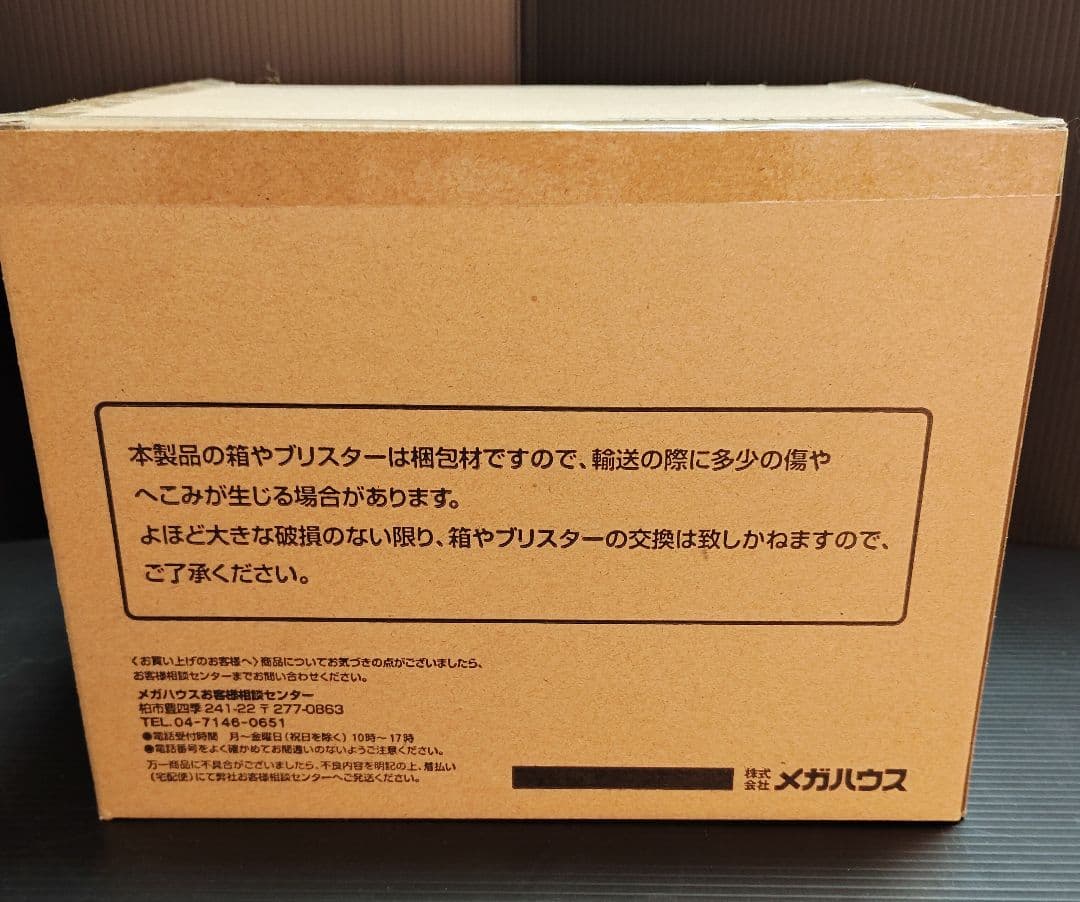 本製品の箱やブリスターは梱包材ですので、輸送の際に多少の傷や
へこみが生じる場合があります。
よほど大きな破損のない限り、箱やブリスターの交換は致しかねますので、
ご了承ください。
〈お買い上げのお客様へ〉商品についてお気づきの点がございましたら、
お客様相談センターまでお問い合わせください。
メガハウスお客様相談センター
柏市豊四季241-22 〒277-0863
TEL.04-7146-0651
●電話受付時間 月〜金曜日(祝日を除く)10時〜17時
●電話番号をよく確かめてお間違いのないようご注意ください。
万一商品に不具合がございましたら、不良内容を明記の上、着払い
(宅配便)にて弊社お客様相談センターへご発送ください。
株式会社 メガハウス